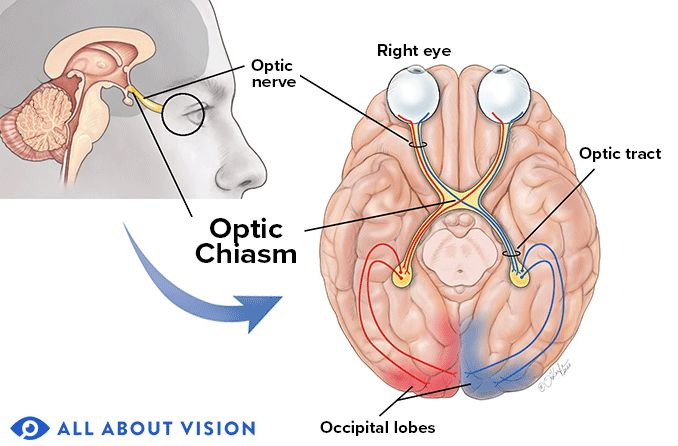 Right eye
Optic
nerve
Optic tract
Optic
Chiasm
Occipital lobes
ALL ABOUT VISION